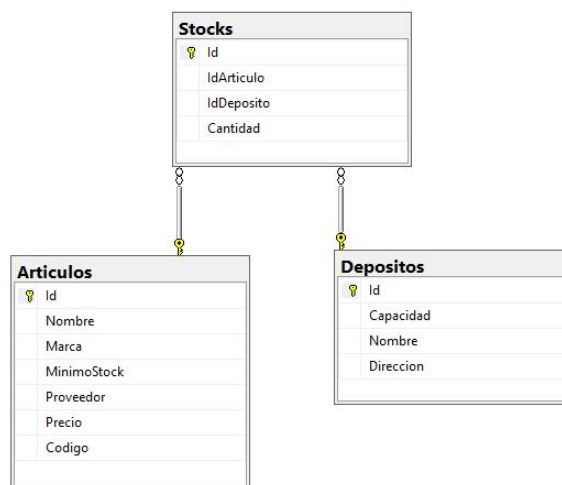 Stocks
Id
IdArticulo
IdDeposito
Cantidad
Articulos
Id
Nombre
Marca
MinimoStock
Proveedor
Precio
Codigo
Depositos
Id
Capacidad
Nombre
Direccion